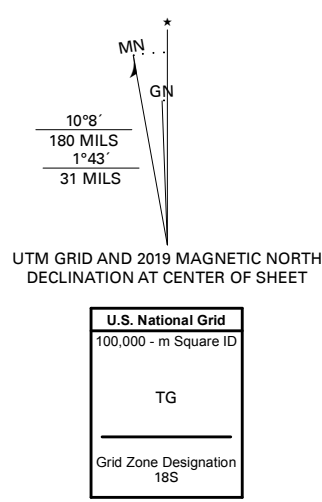 MN
GN
10°8´
180 MILS
1°43´
31 MILS
UTM GRID AND 2019 MAGNETIC NORTH
DECLINATION AT CENTER OF SHEET
U.S. National Grid
100,000 - m Square ID
TG
Grid Zone Designation
18S